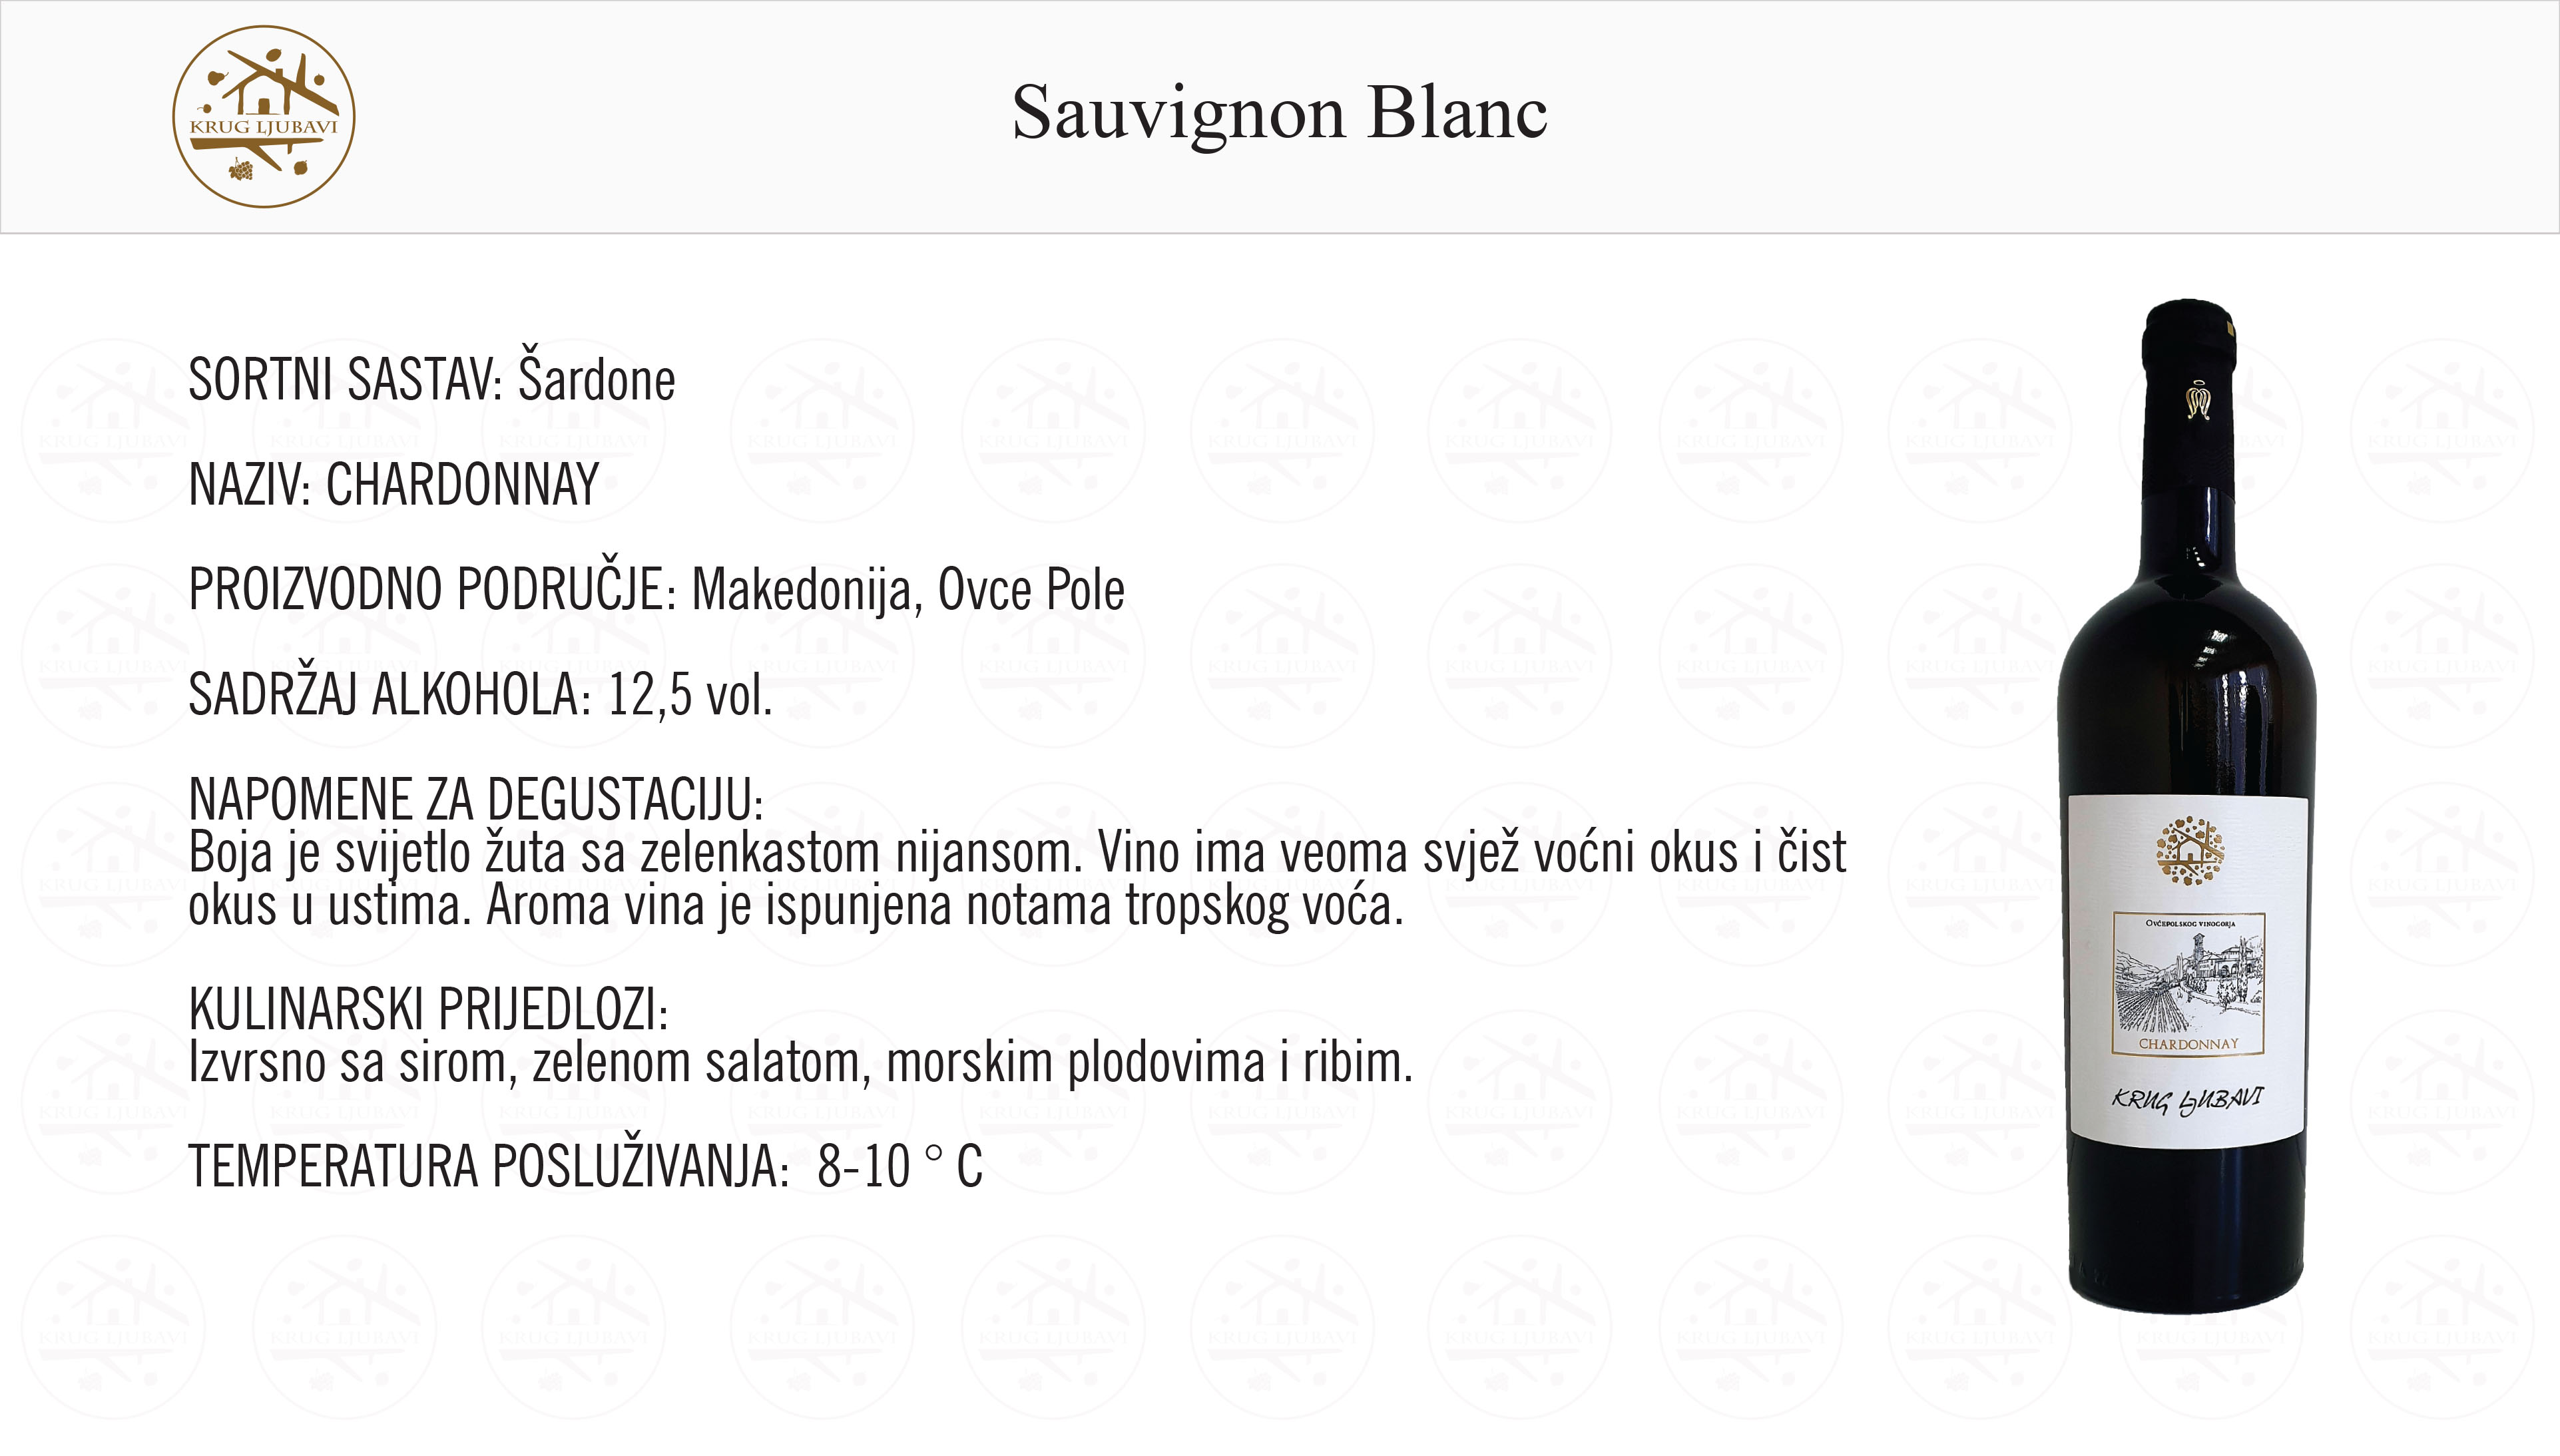 KRUG LJUBAVI
Sauvignon Blanc
SORTNI SASTAV: Šardone
NAZIV: CHARDONNAY
PROIZVODNO PODRUČJE: Makedonija, Ovce Pole
SADRŽAJ ALKOHOLA: 12,5 vol.
NAPOMENE ZA DEGUSTACIJU:
Boja je svijetlo žuta sa zelenkastom nijansom. Vino ima veoma svjež voćni okus i čist
okus u ustima. Aroma vina je ispunjena notama tropskog voća.
KULINARSKI PRIJEDLOZI:
Izvrsno sa sirom, zelenom salatom, morskim plodovima i ribim.
TEMPERATURA POSLUŽIVANJA: 8-10 ° C
OVČEPOLSKOG VINOGORJA
CHARDONNAY
KRUG LJUBAVI